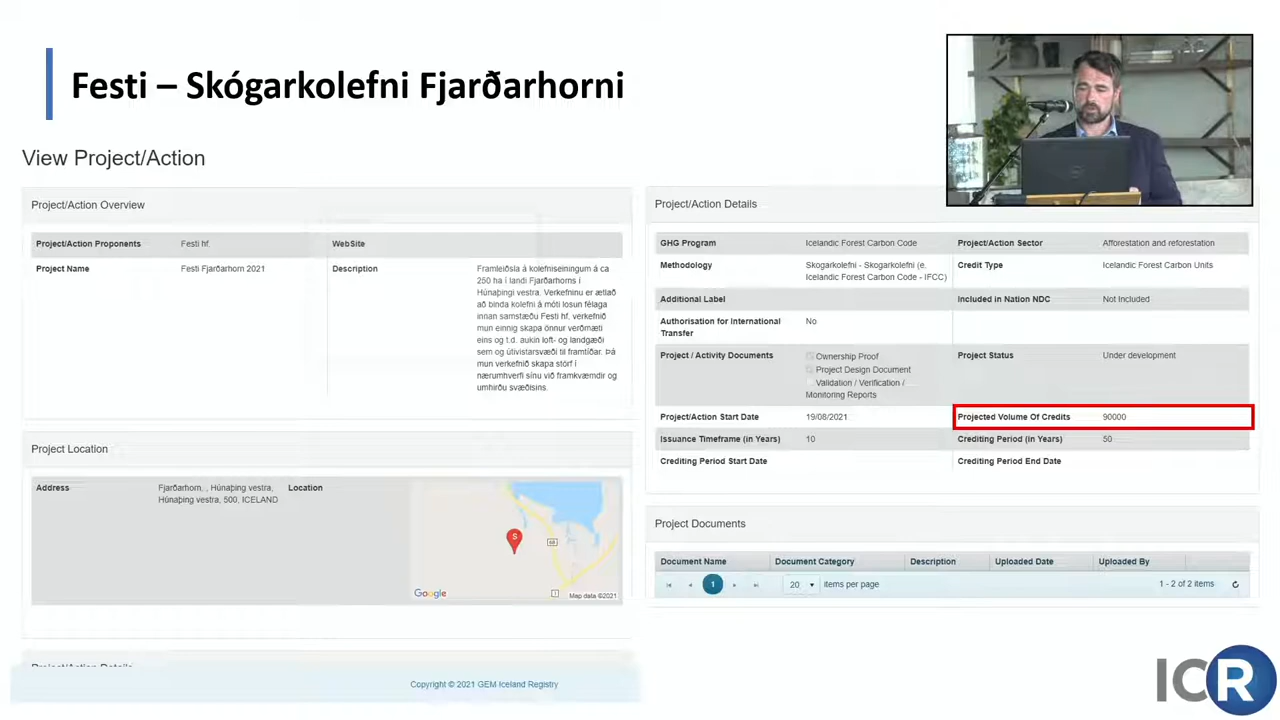 Festi – Skógarkolefni Fjarðarhorni
View Project/Action
Project/Action Overview
Project/Action Proponents Festi hf. WebSite
Project Name Festi Fjarðarhorn 2021 Description Framleiðsla á kolefniseiningum á ca
250 ha í landi Fjarðarhorns í
Húnaþingi vestra. Verkefninu er ætlað
að binda kolefni á móti losun félaga
innan samstæðu Festi hf, verkefnið
mun einnig skapa önnur verðmæti
eins og t.d. aukin loft- og landgæði
sem og útivistarsvæði til framtíðar. Þá
mun verkefnið skapa störf í
nærumhverfi sínu við framkvæmdir og
umhirðu svæðisins.
Project Location
Address Fjarðarhorn, , Húnaþing vestra,
Húnaþing vestra, 500, ICELAND
Location
S
68
Google
Map data ©2021
Project/Action Details
Copyright © 2021 GEM Iceland Registry
Project/Action Details
GHG Program Icelandic Forest Carbon Code Project/Action Sector Afforestation and reforestation
Methodology Skogarkolefni - Skogarkolefni (e.
Icelandic Forest Carbon Code - IFCC)
Credit Type Icelandic Forest Carbon Units
Additional Label Included in Nation NDC Not Included
Authorisation for International
Transfer
No
Project / Activity Documents Ownership Proof
Project Design Document
Validation / Verification /
Monitoring Reports
Project Status Under development
Project/Action Start Date 19/08/2021 Projected Volume Of Credits 90000
Issuance Timeframe (in Years) 10 Crediting Period (in Years) 50
Crediting Period Start Date Crediting Period End Date
Project Documents
Document Name Document Category Description Uploaded Date Uploaded By
1 20 items per page 1 - 2 of 2 items
DELL
ICR